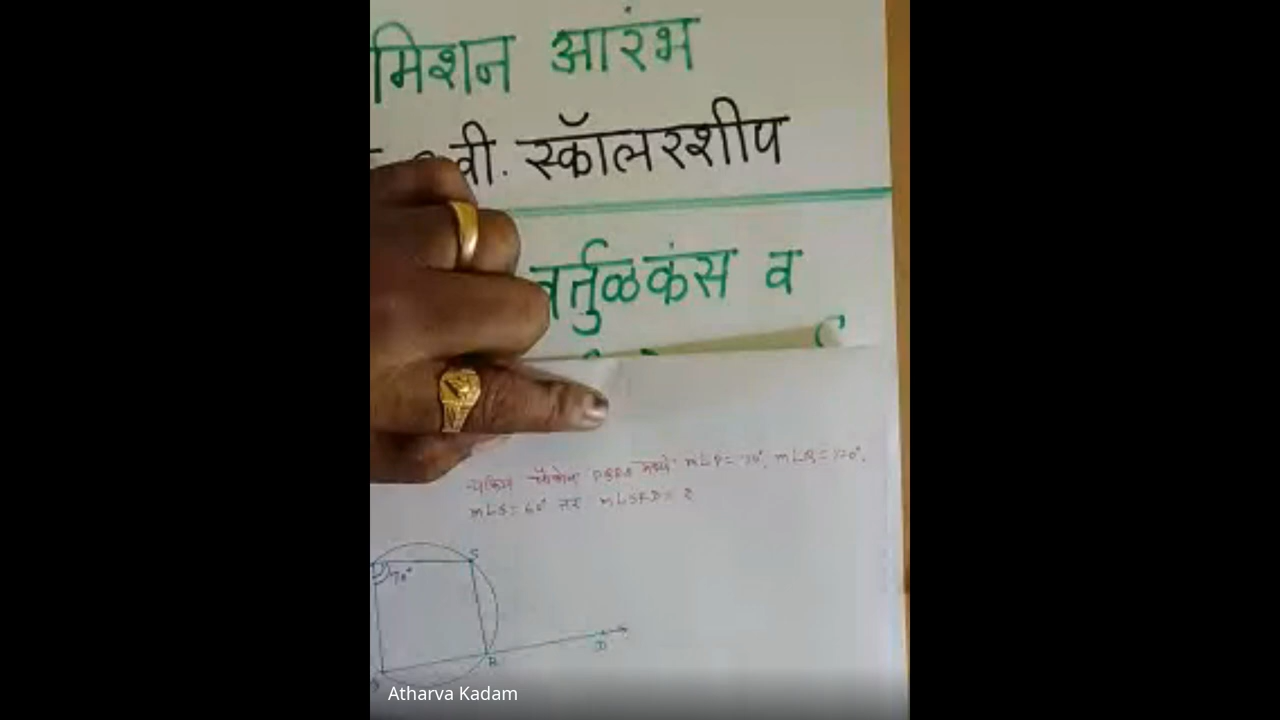 मिशन आरंभ
वी. स्कॉलरशीप
वर्तुळकंस व
चक्रीय चौकोन PQRS मध्ये m∠P= 70°, m∠Q=120°,
m∠S=60° तर m∠SRD= ?
S
70°
R
D
Atharva Kadam